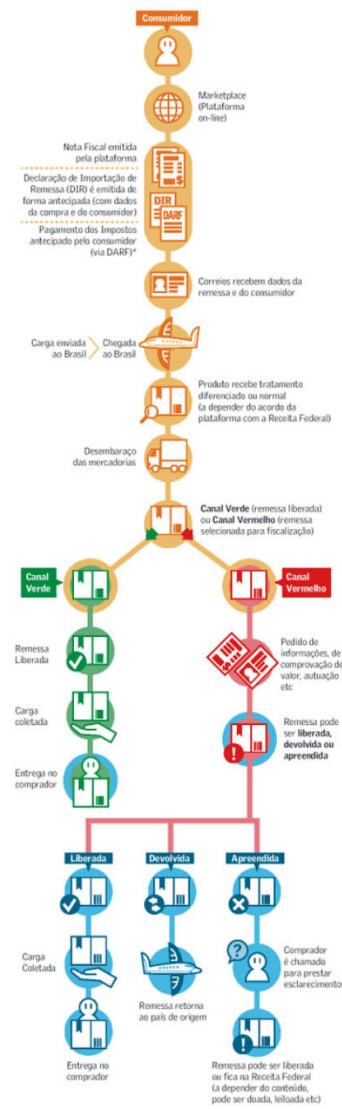 Consumidor
Marketplace
(Plataforma
on-line)
Nota Fiscal emitida
pela plataforma
$
Declaração de Importação de
Remessa (DIR) é emitida de
forma antecipada (com dados
da compra e do consumidor)
DIR
DARF
Pagamento dos Impostos
antecipado pelo consumidor
(via DARF)*
Correios recebem dados da
remessa e do consumidor
Carga enviada
ao Brasil
Chegada
ao Brasil
Produto recebe tratamento
diferenciado ou normal
(a depender do acordo da
plataforma com a Receita Federal)
Desembaraço
das mercadorias
Canal Verde (remessa liberada)
ou Canal Vermelho (remessa
selecionada para fiscalização)
Canal
Verde
Canal
Vermelho
Remessa
Liberada
Pedido de
informações, de
comprovação de
valor, autuação
etc
Carga
coletada
Remessa pode
ser liberada,
devolvida ou
apreendida
Entrega no
comprador
Liberada
Devolvida
Apreendida
Carga
Coletada
Remessa retorna
ao país de origem
Comprador
é chamado
para prestar
esclarecimento
Entrega no
comprador
Remessa pode ser liberada
ou fica na Receita Federal
(a depender do conteúdo,
pode ser doada, leiloada etc)